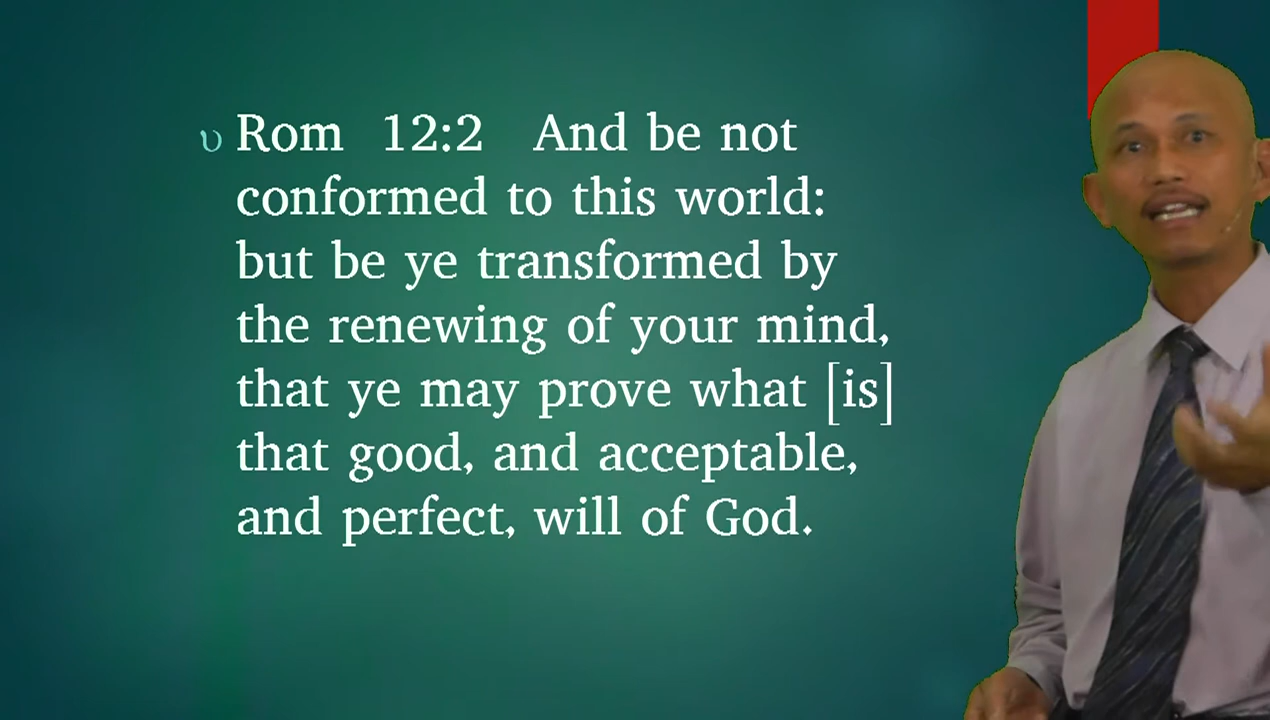 υ Rom 12:2 And be not
conformed to this world:
but be ye transformed by
the renewing of your mind,
that ye may prove what [is]
that good, and acceptable,
and perfect, will of God.